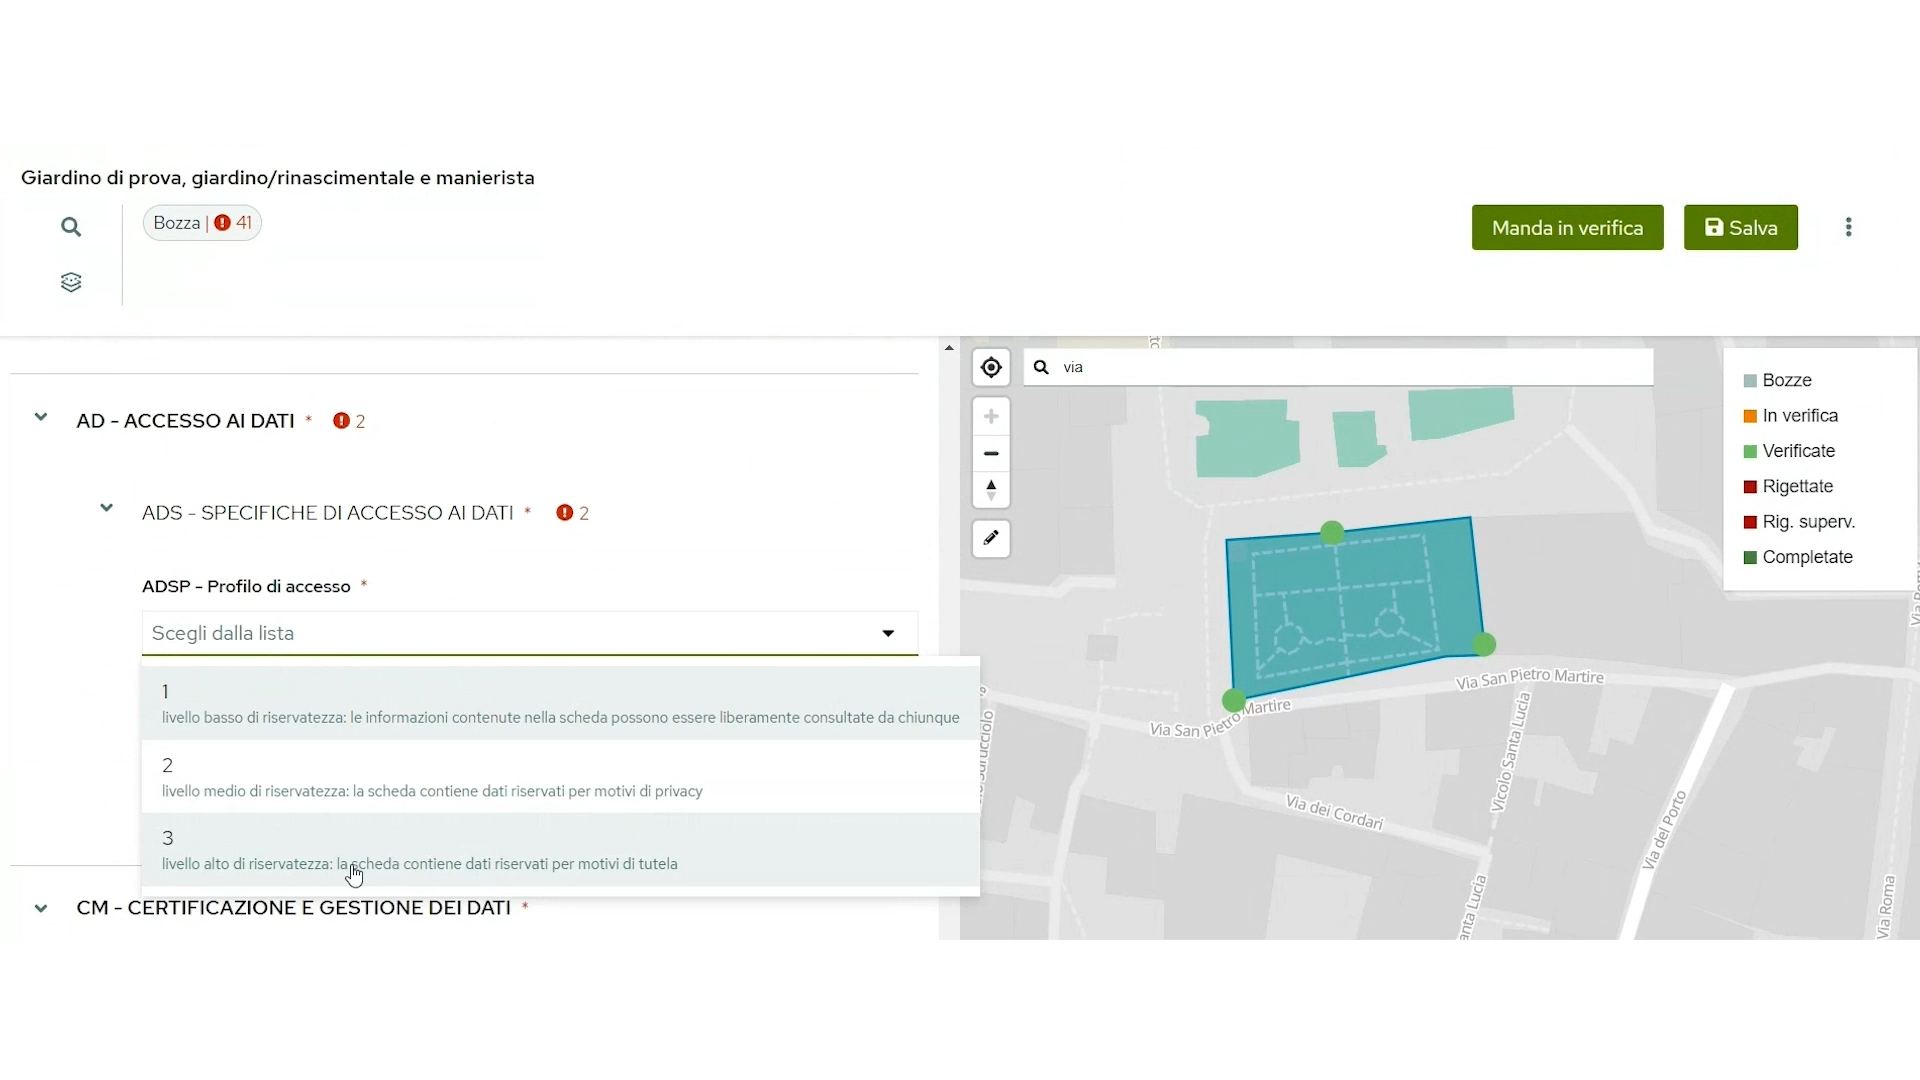 Giardino di prova, giardino/rinascimentale e manierista
Bozza | 41
Manda in verifica
Salva
AD - ACCESSO AI DATI * 2
ADS - SPECIFICHE DI ACCESSO AI DATI * 2
ADSP - Profilo di accesso *
Scegli dalla lista
1
livello basso di riservatezza: le informazioni contenute nella scheda possono essere liberamente consultate da chiunque
2
livello medio di riservatezza: la scheda contiene dati riservati per motivi di privacy
3
livello alto di riservatezza: la scheda contiene dati riservati per motivi di tutela
CM - CERTIFICAZIONE E GESTIONE DEI DATI *
via
Bozze
In verifica
Verificate
Rigettate
Rig. superv.
Completate
Via San Pietro Martire
Via San Pietro Martire
Via dei Cordari
Vicolo Santa Lucia
Via del Porto
Via Roma